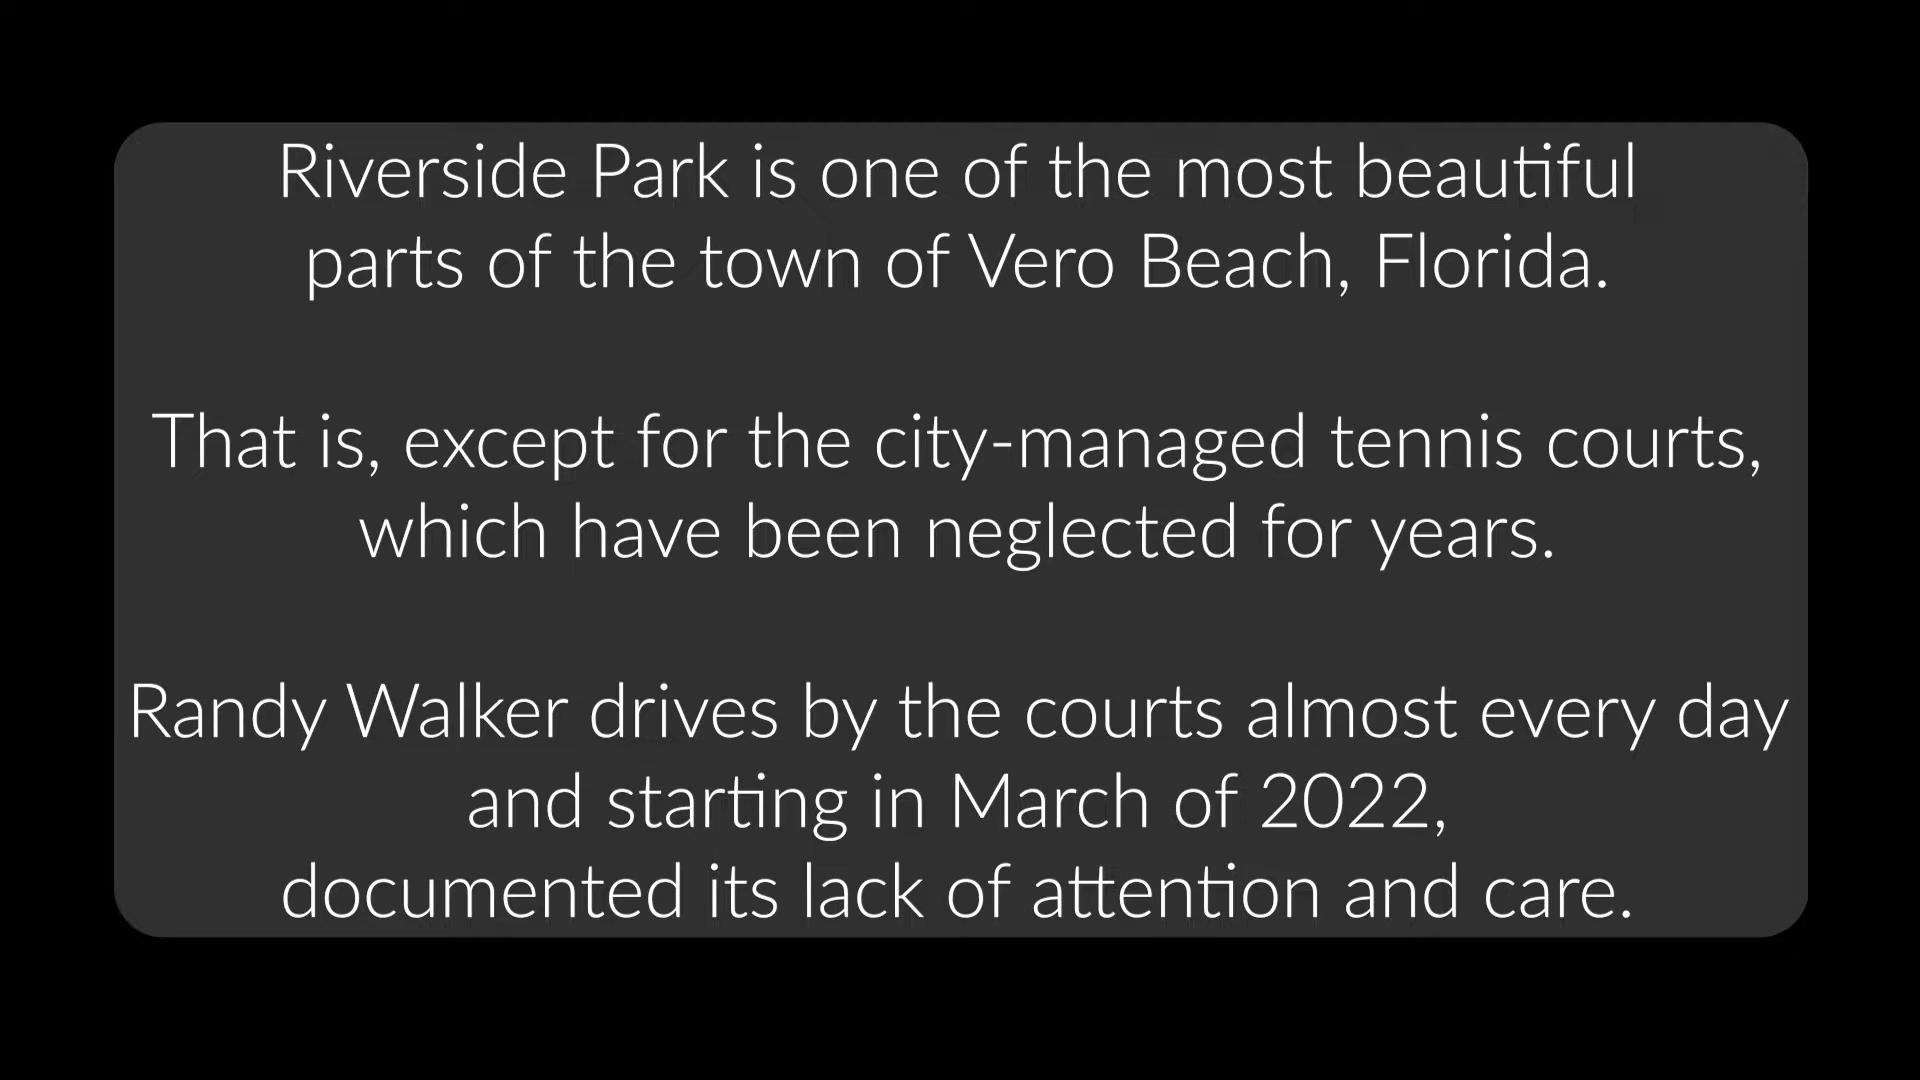 Riverside Park is one of the most beautiful
parts of the town of Vero Beach, Florida.
That is, except for the city-managed tennis courts,
which have been neglected for years.
Randy Walker drives by the courts almost every day
and starting in March of 2022,
documented its lack of attention and care.